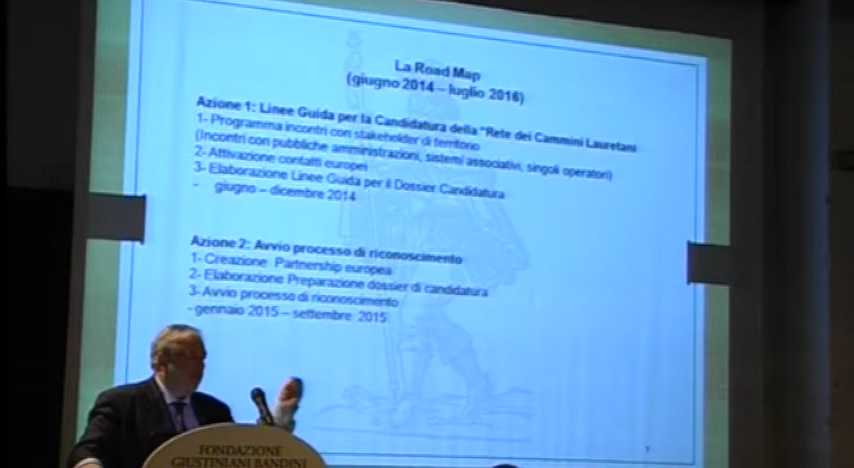 La Road Map
(giugno 2014 – luglio 2016)
Azione 1: Linee Guida per la Candidatura della "Rete dei Cammini Lauretani
1- Programma incontri con stakeholder di territorio
(Incontri con pubbliche amministrazioni, sistemi associativi, singoli operatori)
2- Attivazione contatti europei
3- Elaborazione Linee Guida per il Dossier Candidatura
- giugno – dicembre 2014
Azione 2: Avvio processo di riconoscimento
1- Creazione Partnership europea
2- Elaborazione Preparazione dossier di candidatura
3- Avvio processo di riconoscimento
- gennaio 2015 – settembre 2015
FONDAZIONE
GIUSTINIANI BANDINI